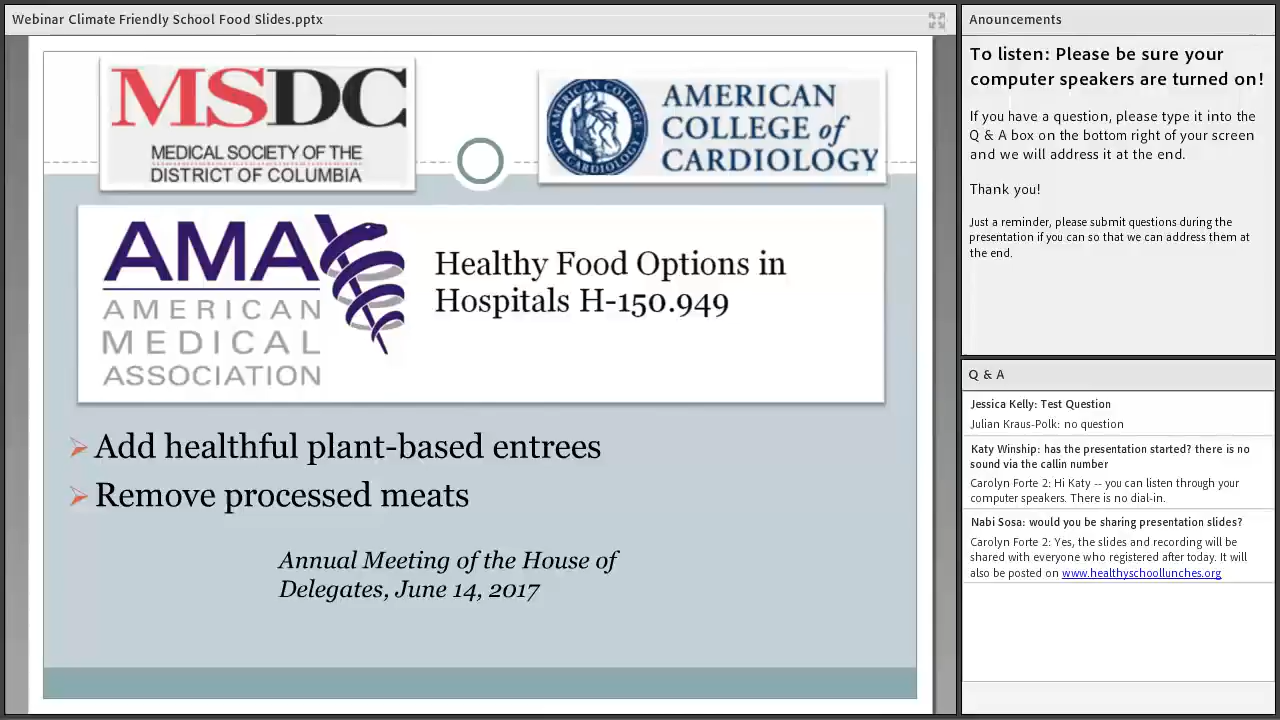 Webinar Climate Friendly School Food Slides.pptx
MSDC
MEDICAL SOCIETY OF THE
DISTRICT OF COLUMBIA
AMERICAN COLLEGE
OF CARDIOLOGY
AMERICAN
COLLEGE of
CARDIOLOGY
AMA
AMERICAN
MEDICAL
ASSOCIATION
Healthy Food Options in
Hospitals H-150.949
Add healthful plant-based entrees
Remove processed meats
Annual Meeting of the House of
Delegates, June 14, 2017
Anouncements
To listen: Please be sure your
computer speakers are turned on!
If you have a question, please type it into the
Q & A box on the bottom right of your screen
and we will address it at the end.
Thank you!
Just a reminder, please submit questions during the
presentation if you can so that we can address them at
the end.
Q & A
Jessica Kelly: Test Question
Julian Kraus-Polk: no question
Katy Winship: has the presentation started? there is no
sound via the callin number
Carolyn Forte 2: Hi Katy -- you can listen through your
computer speakers. There is no dial-in.
Nabi Sosa: would you be sharing presentation slides?
Carolyn Forte 2: Yes, the slides and recording will be
shared with everyone who registered after today. It will
also be posted on www.healthyschoollunches.org